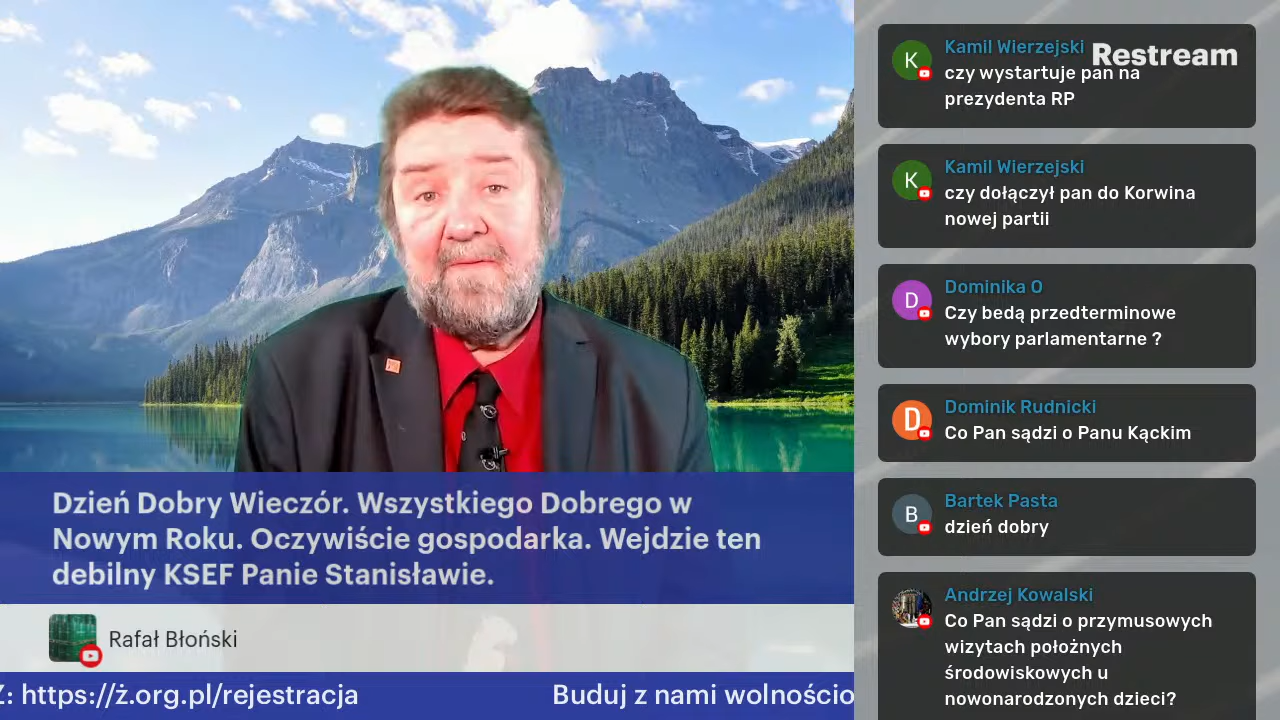 Dzień Dobry Wieczór. Wszystkiego Dobrego w
Nowym Roku. Oczywiście gospodarka. Wejdzie ten
debilny KSEF Panie Stanisławie.
Rafał Błoński
Z: https://ż.org.pl/rejestracja
Buduj z nami wolnościo
Restream
K
Kamil Wierzejski
czy wystartuje pan na
prezydenta RP
K
Kamil Wierzejski
czy dołączył pan do Korwina
nowej partii
D
Dominika O
Czy bedą przedterminowe
wybory parlamentarne ?
D
Dominik Rudnicki
Co Pan sądzi o Panu Kąckim
B
Bartek Pasta
dzień dobry
Andrzej Kowalski
Co Pan sądzi o przymusowych
wizytach położnych
środowiskowych u
nowonarodzonych dzieci?